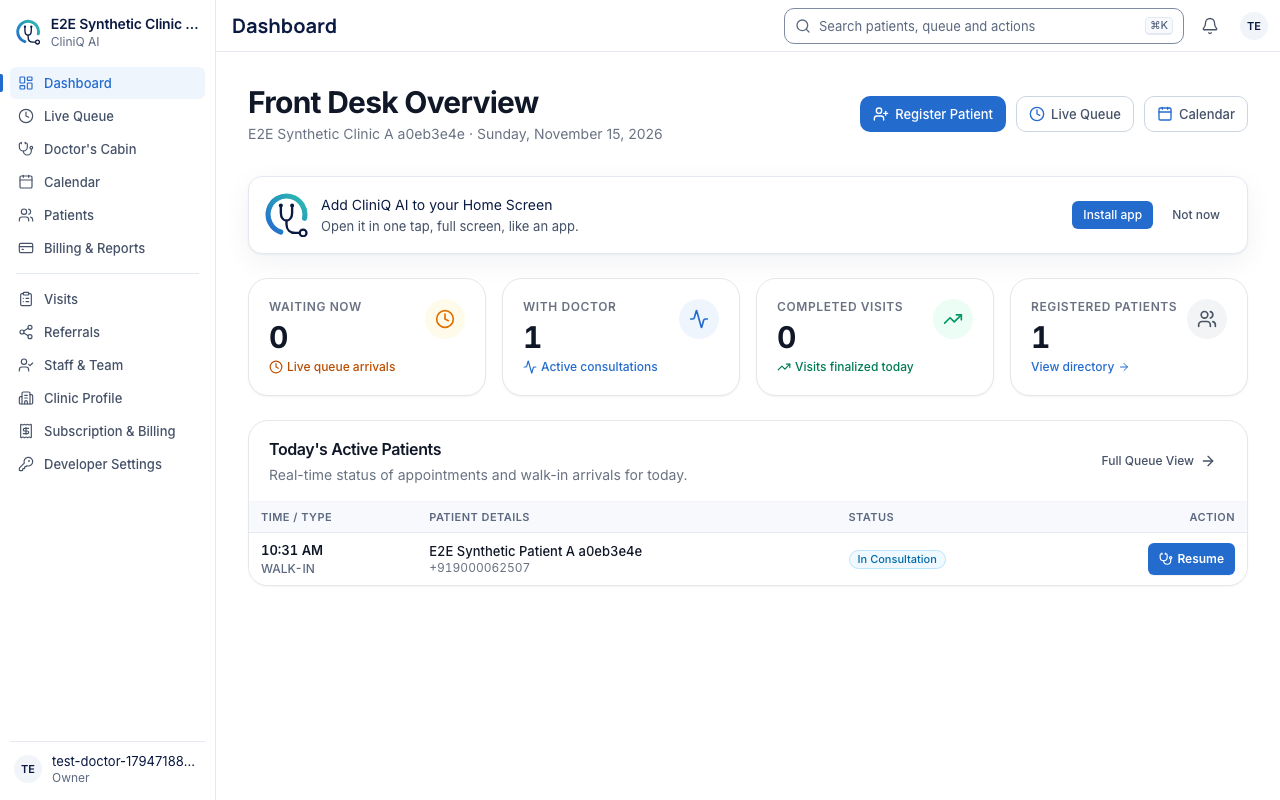 E2E Synthetic Clinic ...
CliniQ AI
Dashboard
Live Queue
Doctor's Cabin
Calendar
Patients
Billing & Reports
Visits
Referrals
Staff & Team
Clinic Profile
Subscription & Billing
Developer Settings
TE
test-doctor-17947188...
Owner
Dashboard
Search patients, queue and actions
⌘K
TE
Front Desk Overview
E2E Synthetic Clinic A a0eb3e4e · Sunday, November 15, 2026
Register Patient
Live Queue
Calendar
Add CliniQ AI to your Home Screen
Open it in one tap, full screen, like an app.
Install app
Not now
WAITING NOW
0
Live queue arrivals
WITH DOCTOR
1
Active consultations
COMPLETED VISITS
0
Visits finalized today
REGISTERED PATIENTS
1
View directory →
Today's Active Patients
Real-time status of appointments and walk-in arrivals for today.
Full Queue View →
TIME / TYPE PATIENT DETAILS STATUS ACTION
10:31 AM
WALK-IN
E2E Synthetic Patient A a0eb3e4e
+919000062507
In Consultation
Resume